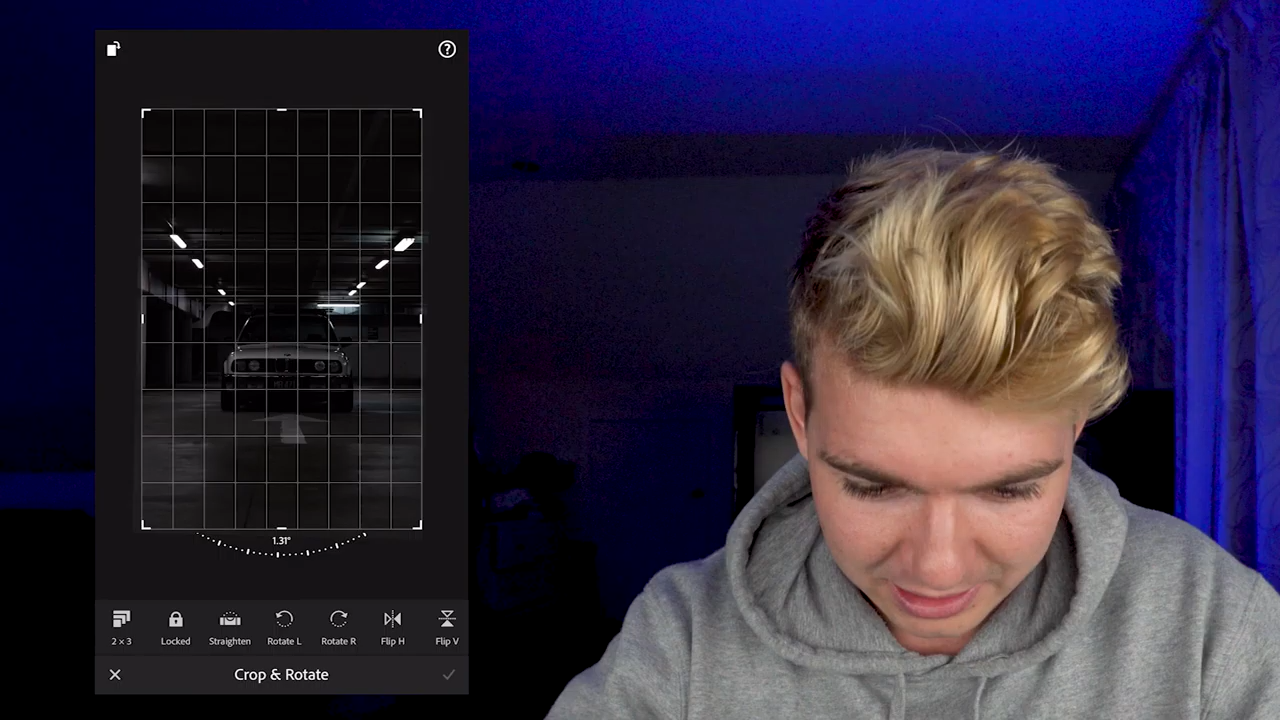 1.31°
2 × 3 Locked Straighten Rotate L Rotate R Flip H Flip V
Crop & Rotate